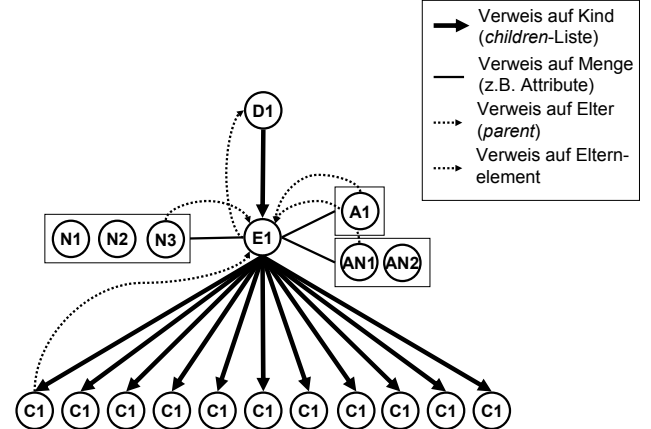 Verweis auf Kind
(children-Liste)
Verweis auf Menge
(z.B. Attribute)
Verweis auf Elter
(parent)
Verweis auf Eltern-
element
D1
A1
N1 N2 N3 E1
AN1 AN2
C1 C1 C1 C1 C1 C1 C1 C1 C1 C1 C1